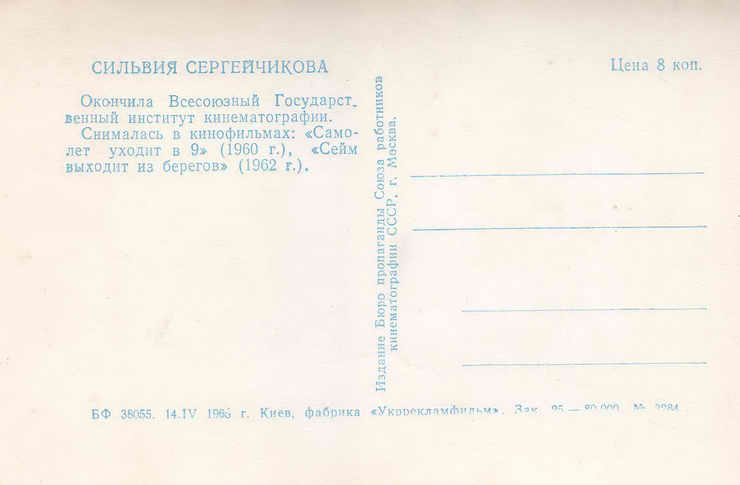 СИЛЬВИЯ СЕРГЕЙЧИКОВА
Окончила Всесоюзный Государст-
венный институт кинематографии.
Снималась в кинофильмах: «Само-
лет уходит в 9» (1960 г.), «Сейм
выходит из берегов» (1962 г.).
Издание Бюро пропаганды Союза работников
кинематографии СССР, г. Москва.
Цена 8 коп.
БФ 38055. 14.IV г. Киев, фабрика «Укррекламфильм». Зак.